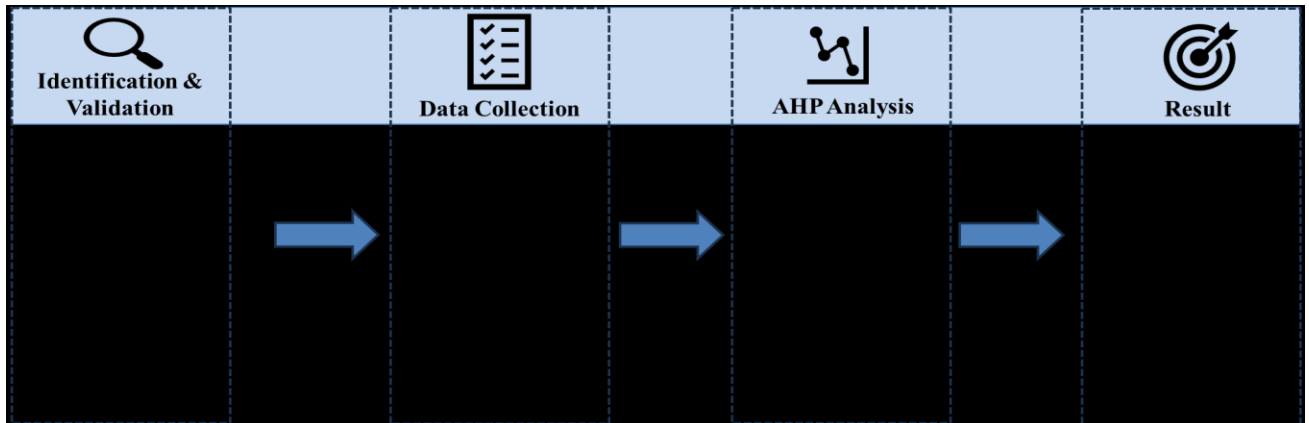 Identification &
Validation
Data Collection
AHP Analysis
Result